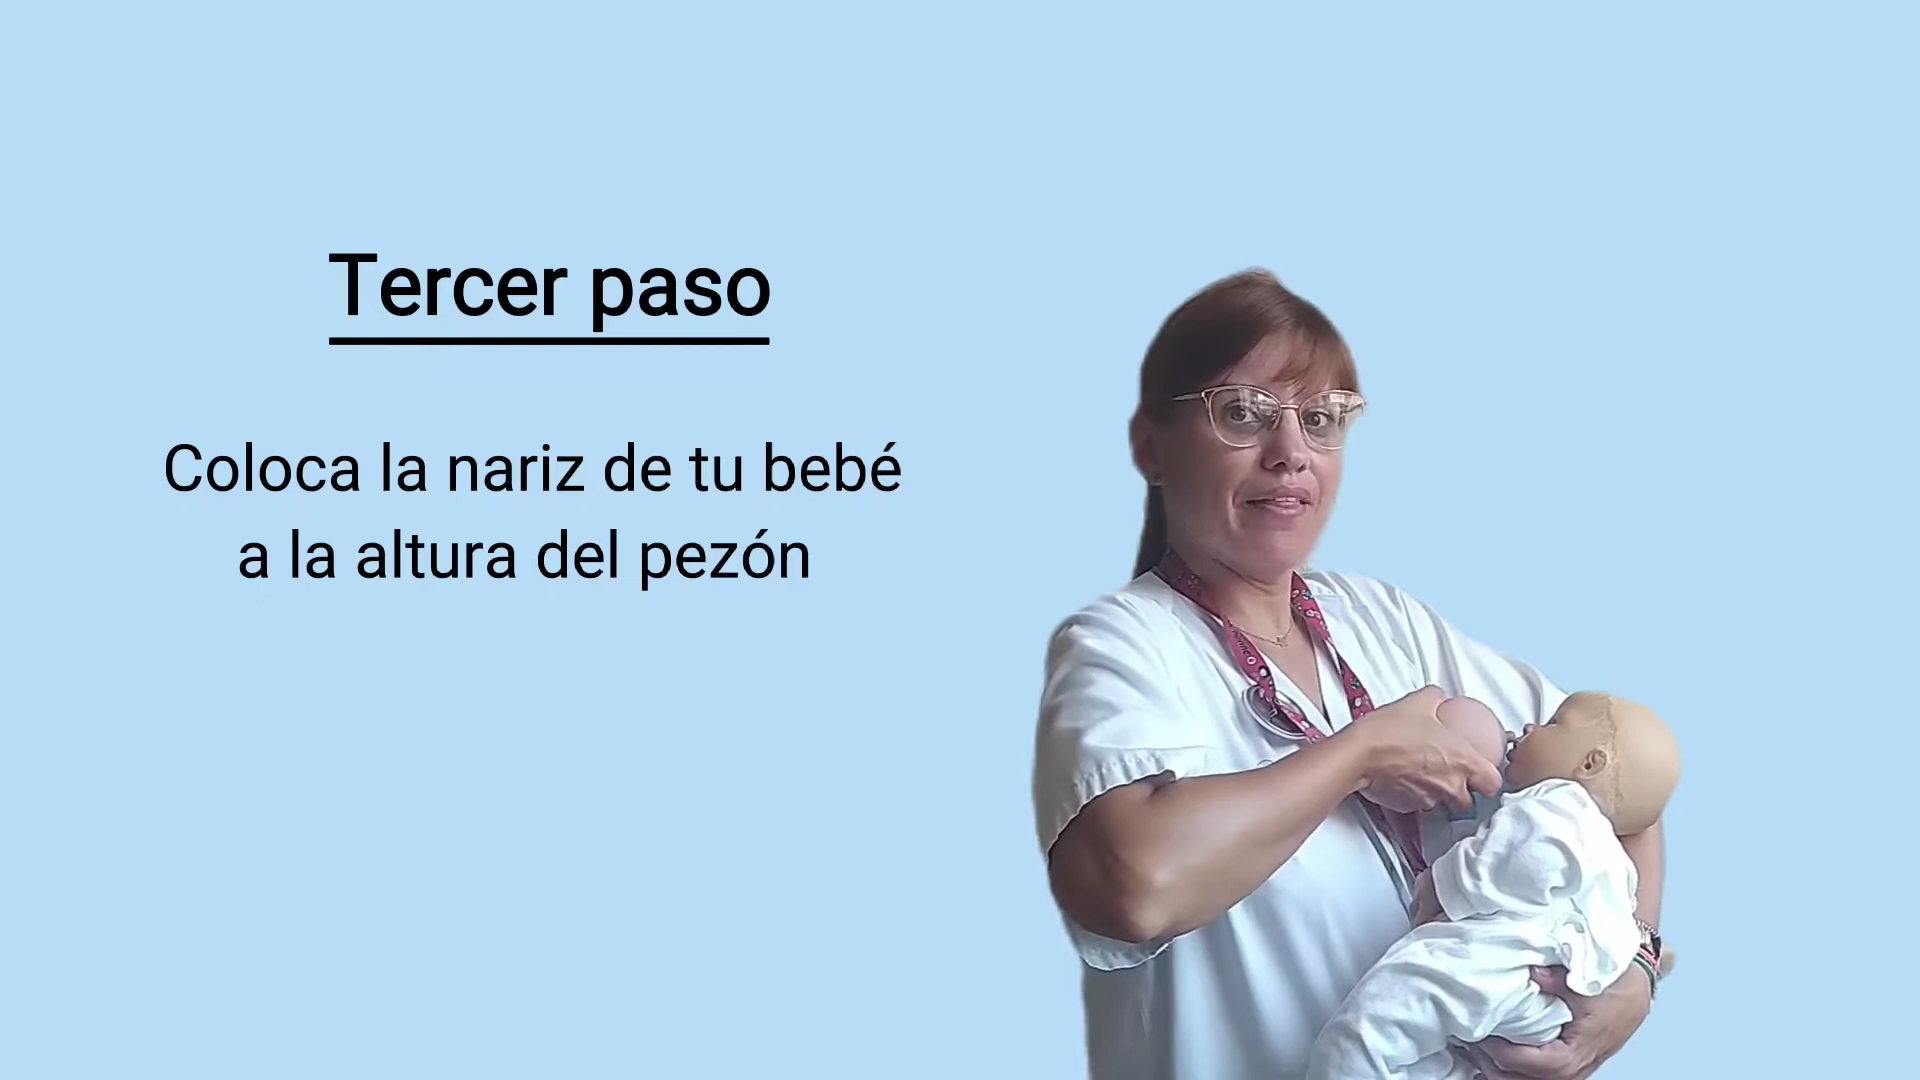 Tercer paso
Coloca la nariz de tu bebé
a la altura del pezón